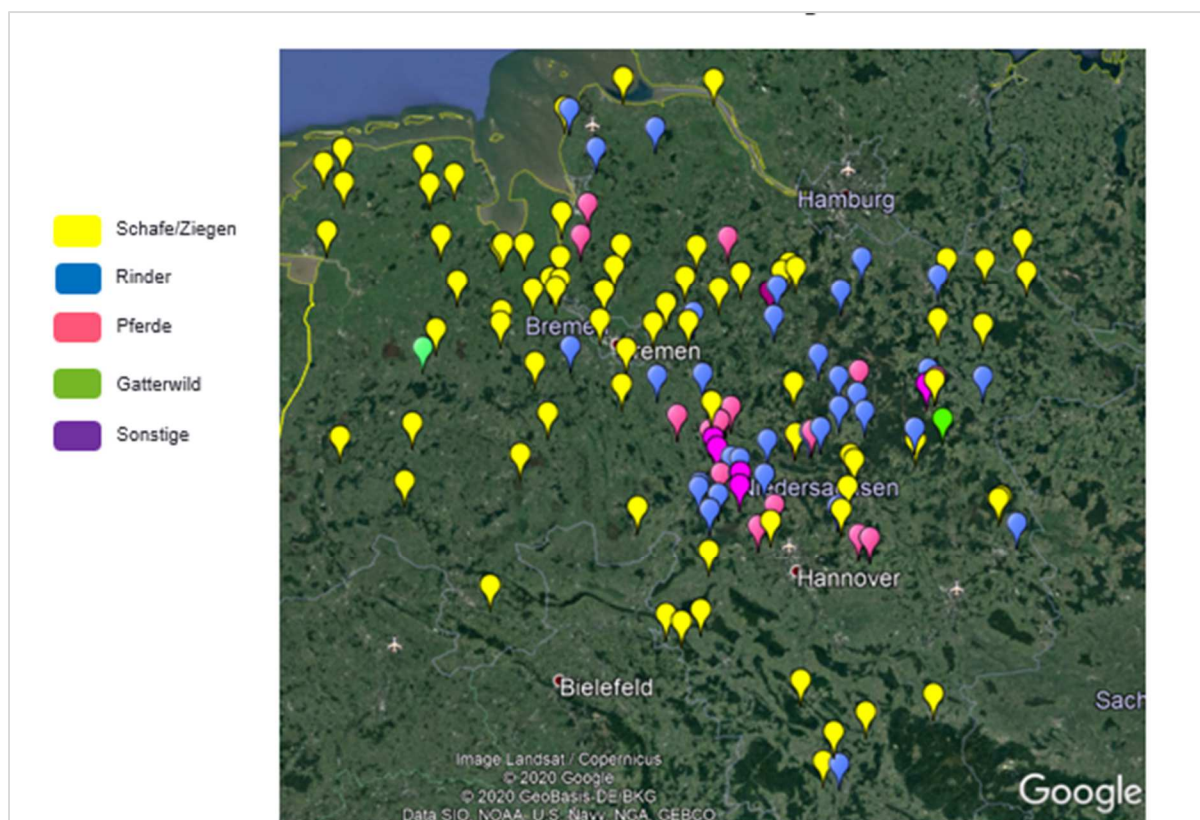 Schafe/Ziegen
Rinder
Pferde
Gatterwild
Sonstige
Hamburg
Bremen
Niedersachsen
Hannover
Bielefeld
Sach
Image Landsat / Copernicus
© 2020 Google
© 2020 GeoBasis-DE/BKG
Data SIO, NOAA, U.S. Navy, NGA, GEBCO
Google